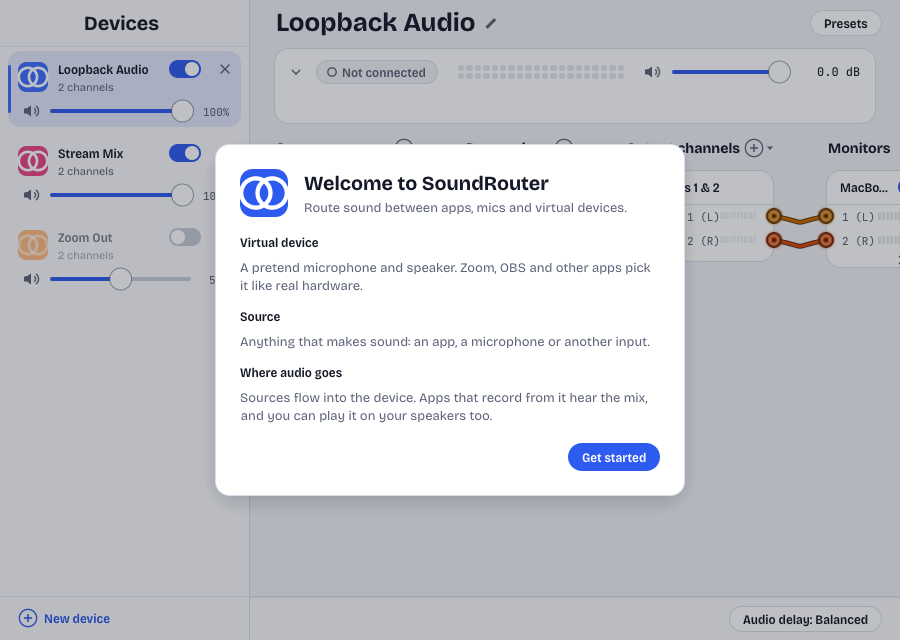 Devices
Loopback Audio
2 channels
100%
Stream Mix
2 channels
Zoom Out
2 channels
New device
Loopback Audio
Presets
Not connected
0.0 dB
channels
Monitors
1 & 2
MacBo...
1 (L)
2 (R)
1 (L)
2 (R)
Welcome to SoundRouter
Route sound between apps, mics and virtual devices.
Virtual device
A pretend microphone and speaker. Zoom, OBS and other apps pick
it like real hardware.
Source
Anything that makes sound: an app, a microphone or another input.
Where audio goes
Sources flow into the device. Apps that record from it hear the mix,
and you can play it on your speakers too.
Get started
Audio delay: Balanced